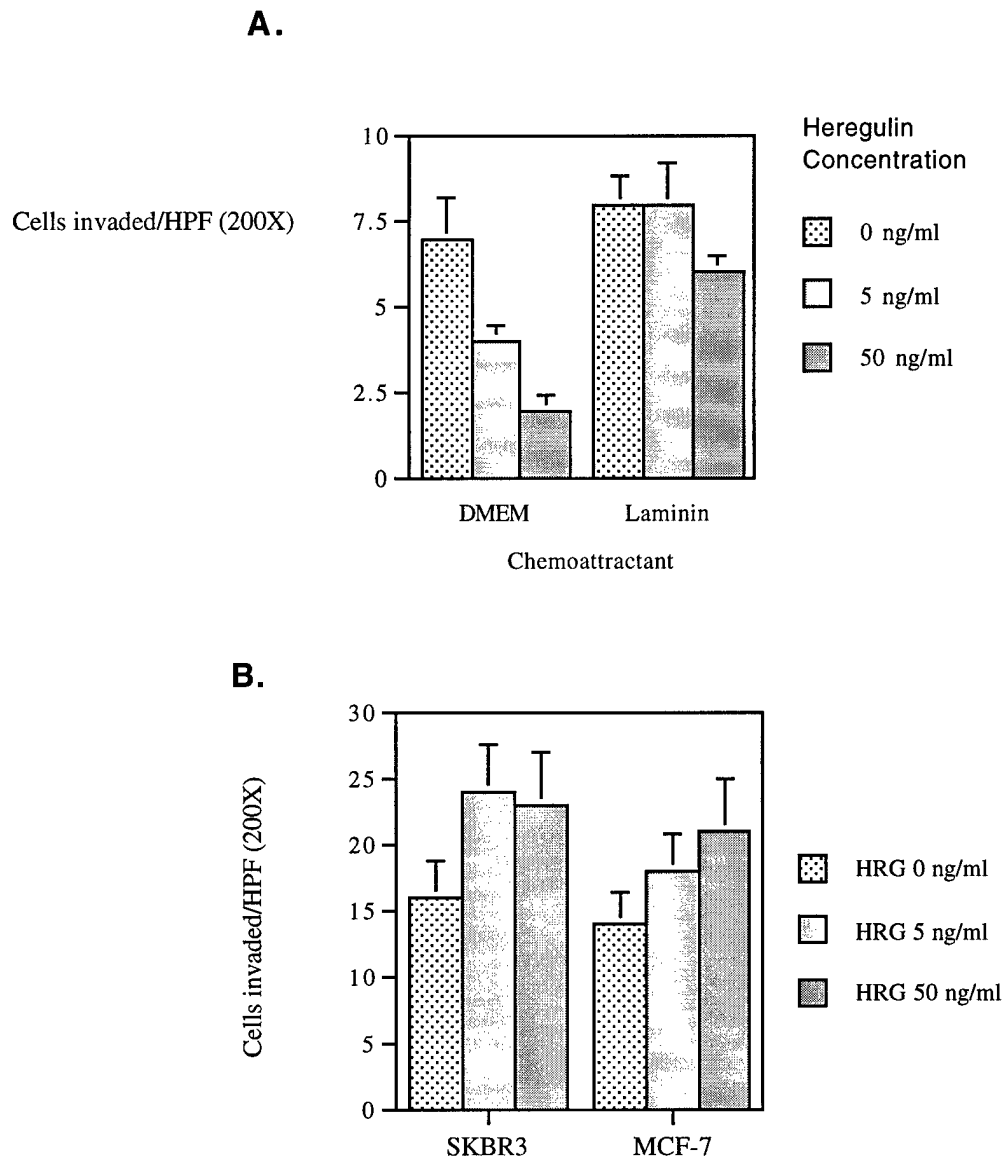 A.
Cells invaded/HPF (200X)
10
7.5
5
2.5
0
DMEM
Laminin
Chemoattractant
Heregulin
Concentration
0 ng/ml
5 ng/ml
50 ng/ml
B.
Cells invaded/HPF (200X)
30
25
20
15
10
5
0
SKBR3
MCF-7
HRG 0 ng/ml
HRG 5 ng/ml
HRG 50 ng/ml